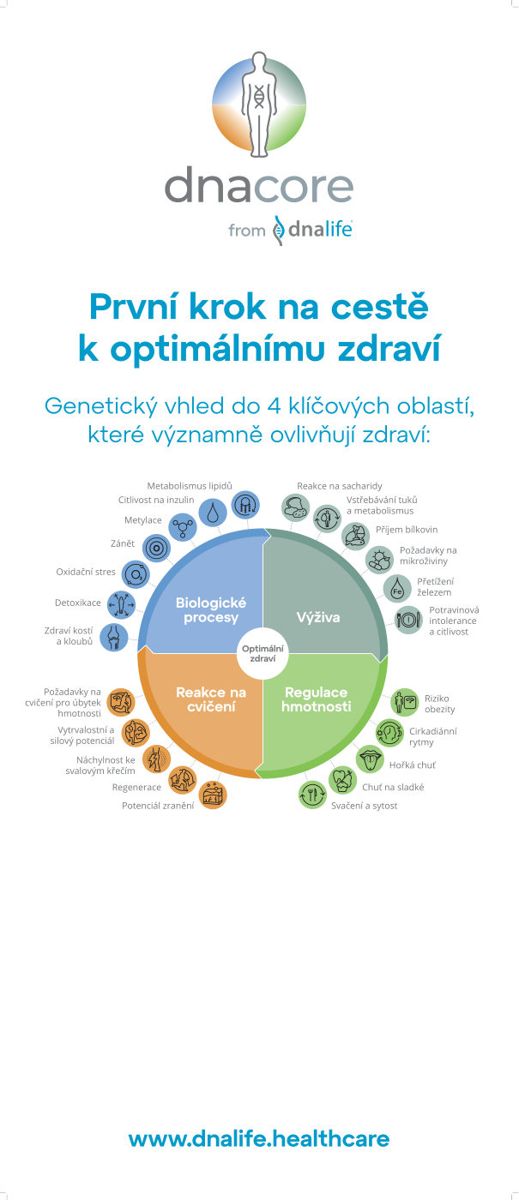 dnacore
from dnalife
První krok na cestě
k optimálnímu zdraví
Genetický vhled do 4 klíčových oblastí,
které významně ovlivňují zdraví:
Metabolismus lipidů
Citlivost na inzulin
Metylace
Zánět
Oxidační stres
Detoxikace
Zdraví kostí
a kloubů
Reakce na sacharidy
Vstřebávání tuků
a metabolismus
Příjem bílkovin
Požadavky na
mikroživiny
Přetížení
železem
Fe
Potravinová
intolerance
a citlivost
Biologické
procesy
Výživa
Optimální
zdraví
Reakce na
cvičení
Regulace
hmotnosti
Požadavky na
cvičení pro úbytek
hmotnosti
Vytrvalostní a
silový potenciál
Náchylnost ke
svalovým křečím
Regenerace
Potenciál zranění
Riziko
obezity
Cirkadiánní
rytmy
Hořká chuť
Chuť na sladké
Svačení a sytost
www.dnalife.healthcare